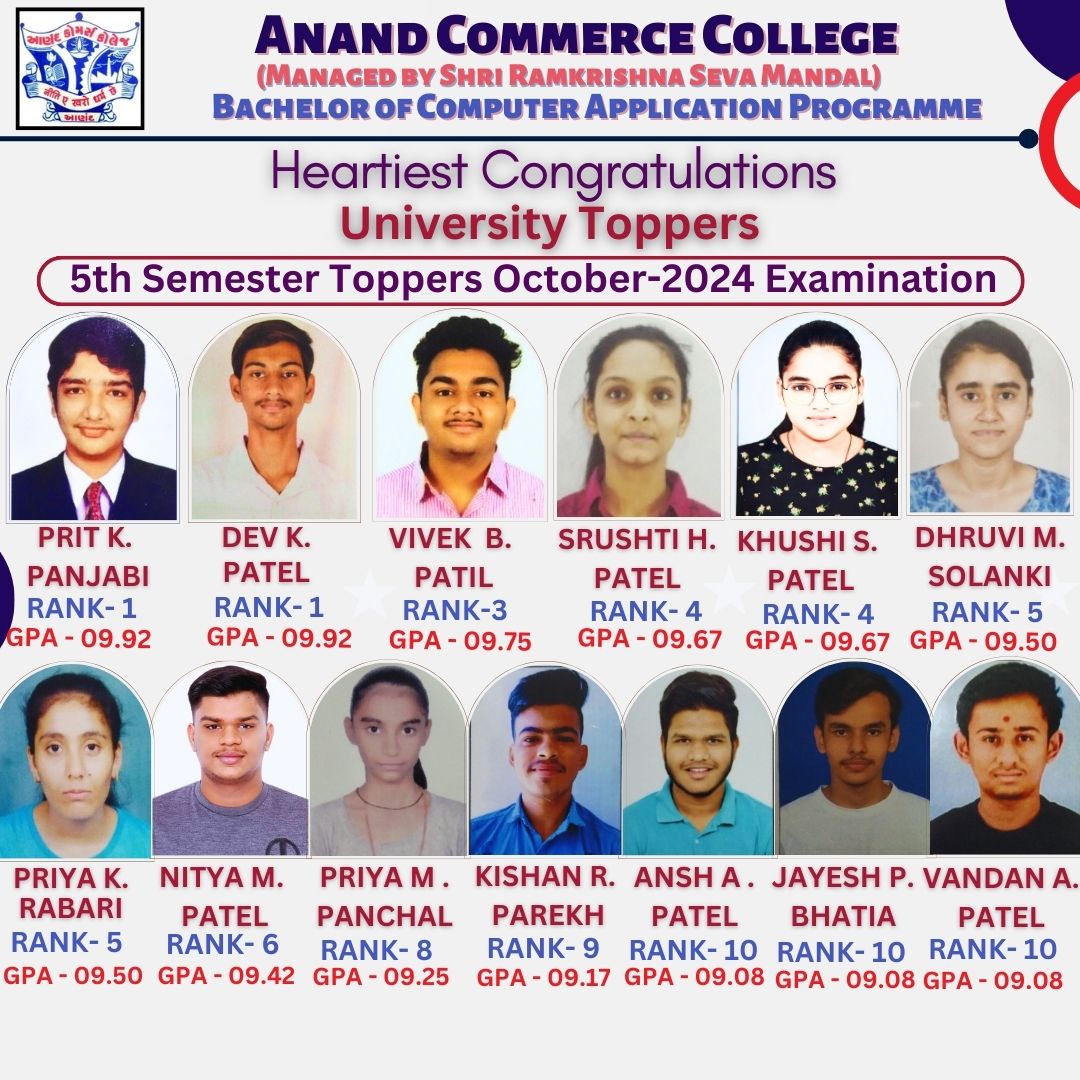 આણંદ કોમર્સ કોલેજ
નીતિ એ ખરો ધર્મ છે
આણંદ
ANAND COMMERCE COLLEGE
(MANAGED BY SHRI RAMKRISHNA SEVA MANDAL)
BACHELOR OF COMPUTER APPLICATION PROGRAMME
Heartiest Congratulations
University Toppers
5th Semester Toppers October-2024 Examination
PRIT K.
PANJABI
RANK- 1
GPA - 09.92
DEV K.
PATEL
RANK- 1
GPA - 09.92
VIVEK B.
PATIL
RANK-3
GPA - 09.75
SRUSHTI H.
PATEL
RANK- 4
GPA - 09.67
KHUSHI S.
PATEL
RANK- 4
GPA - 09.67
DHRUVI M.
SOLANKI
RANK- 5
GPA - 09.50
PRIYA K.
RABARI
RANK- 5
GPA - 09.50
NITYA M.
PATEL
RANK- 6
GPA - 09.42
PRIYA M .
PANCHAL
RANK- 8
GPA - 09.25
KISHAN R.
PAREKH
RANK- 9
GPA - 09.17
ANSH A .
PATEL
RANK- 10
GPA - 09.08
JAYESH P.
BHATIA
RANK- 10
GPA - 09.08
VANDAN A.
PATEL
RANK- 10
GPA - 09.08